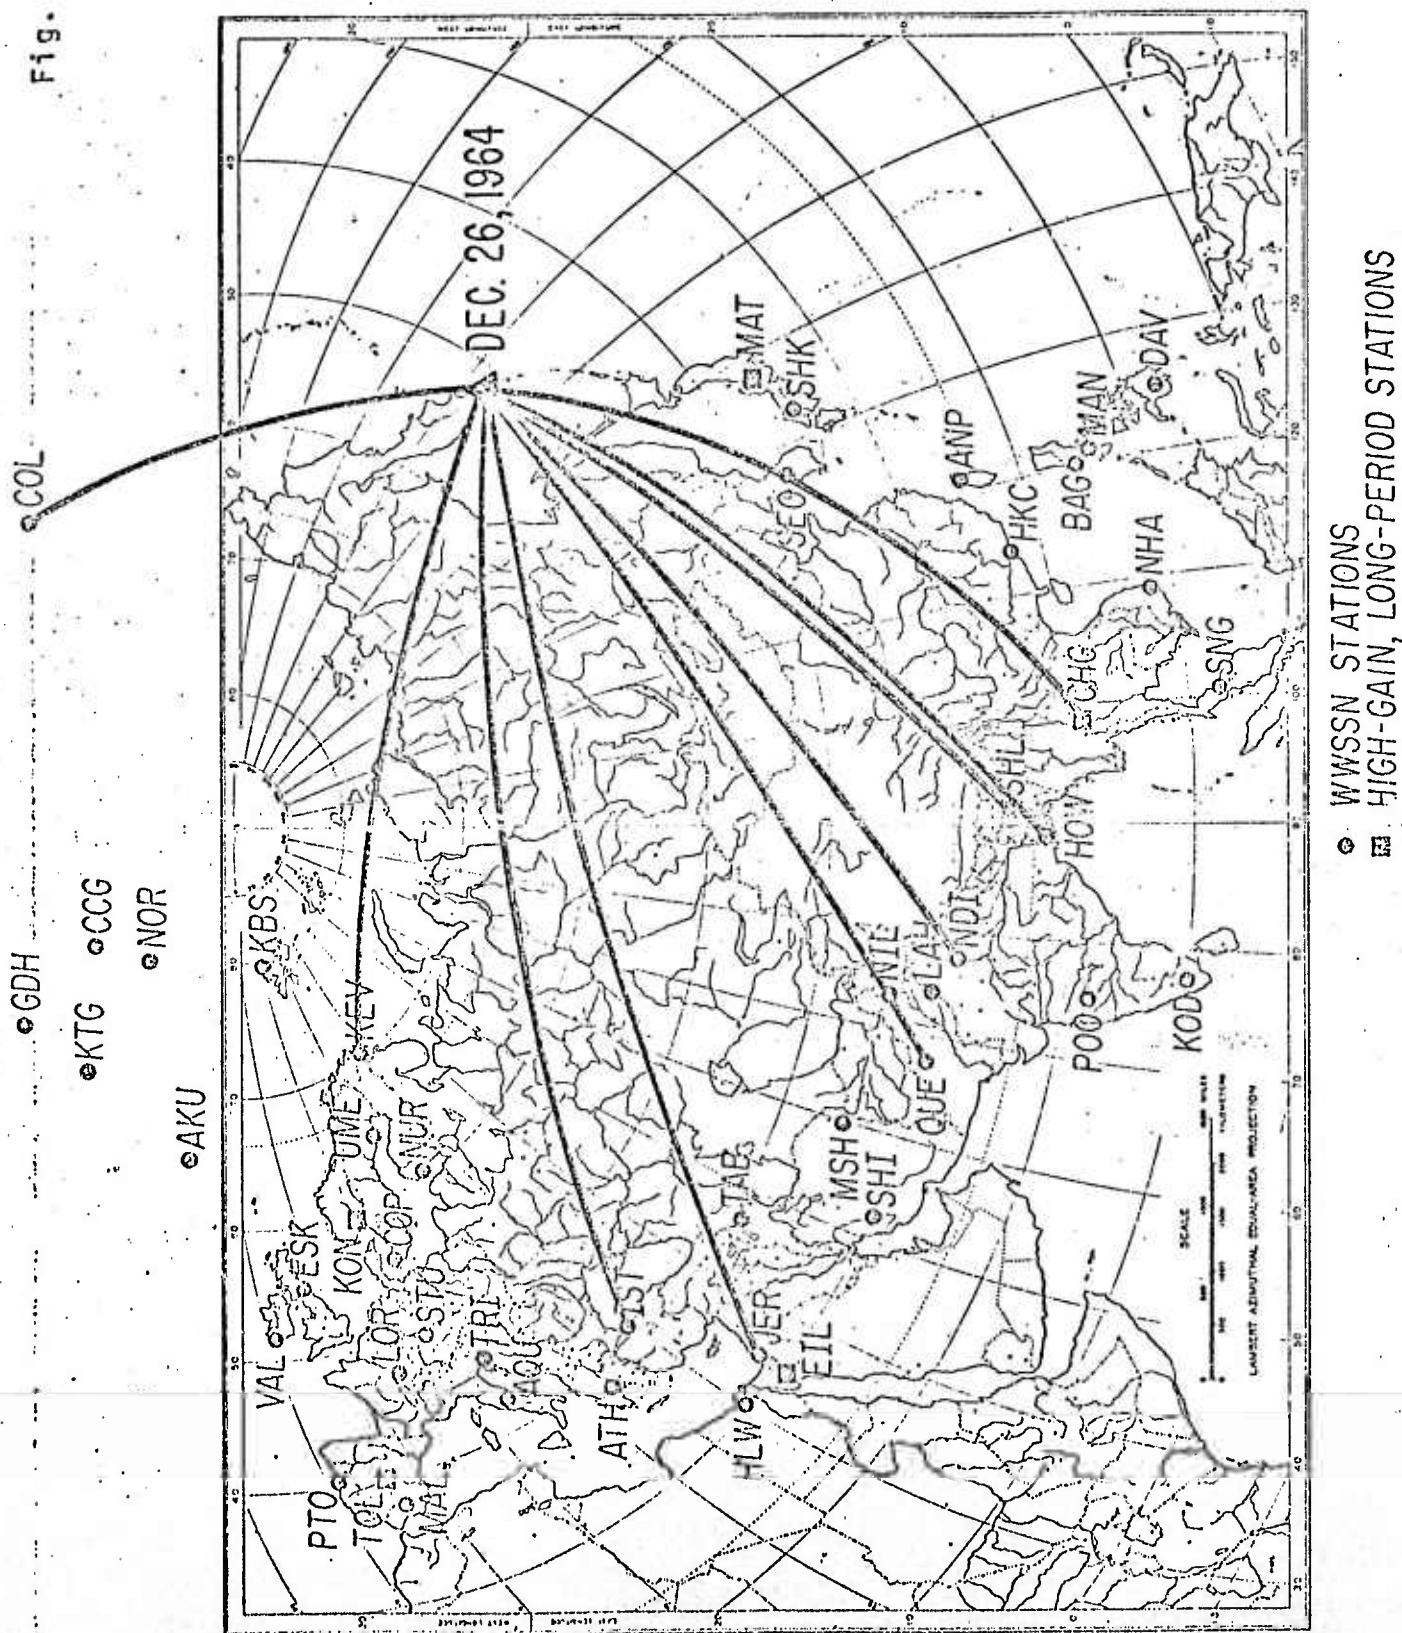 Fig.
COL
GDH
KTG
CCG
NOR
AKU
DEC. 26, 1964
KBS
KEV
UME
NUR
KON
COP
ESK
VAL
LOR
STU
TRI
AQU
PTO
TOL
MAL
IST
ATH
TAB
JER
EIL
HLW
MSH
SHI
QUE
NIL
LAH
NDI
SHL
HOW
POO
KOD
CHG
SNG
NHA
HKC
ANP
BAG
MAN
DAV
SEO
SHK
MAT
SCALE
LAMBERT AZIMUTHAL EQUAL-AREA PROJECTION
WWSSN STATIONS
HIGH-GAIN, LONG-PERIOD STATIONS